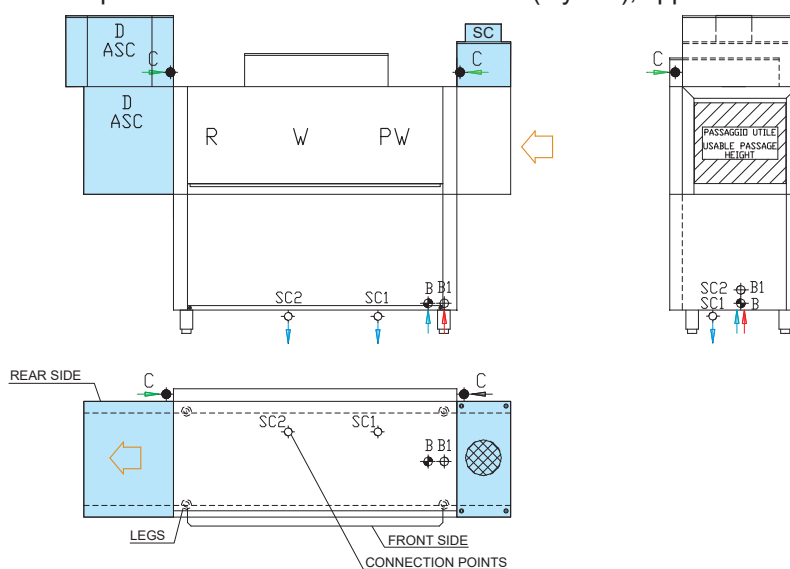 D
ASC
SC
C
C
C
D
ASC
R W PW
PASSAGGIO UTILE
USABLE PASSAGE
HEIGHT
SC2
SC1
B B1
SC2
B1
SC1
B
REAR SIDE
C
C
SC2
SC1
B B1
LEGS
FRONT SIDE
CONNECTION POINTS